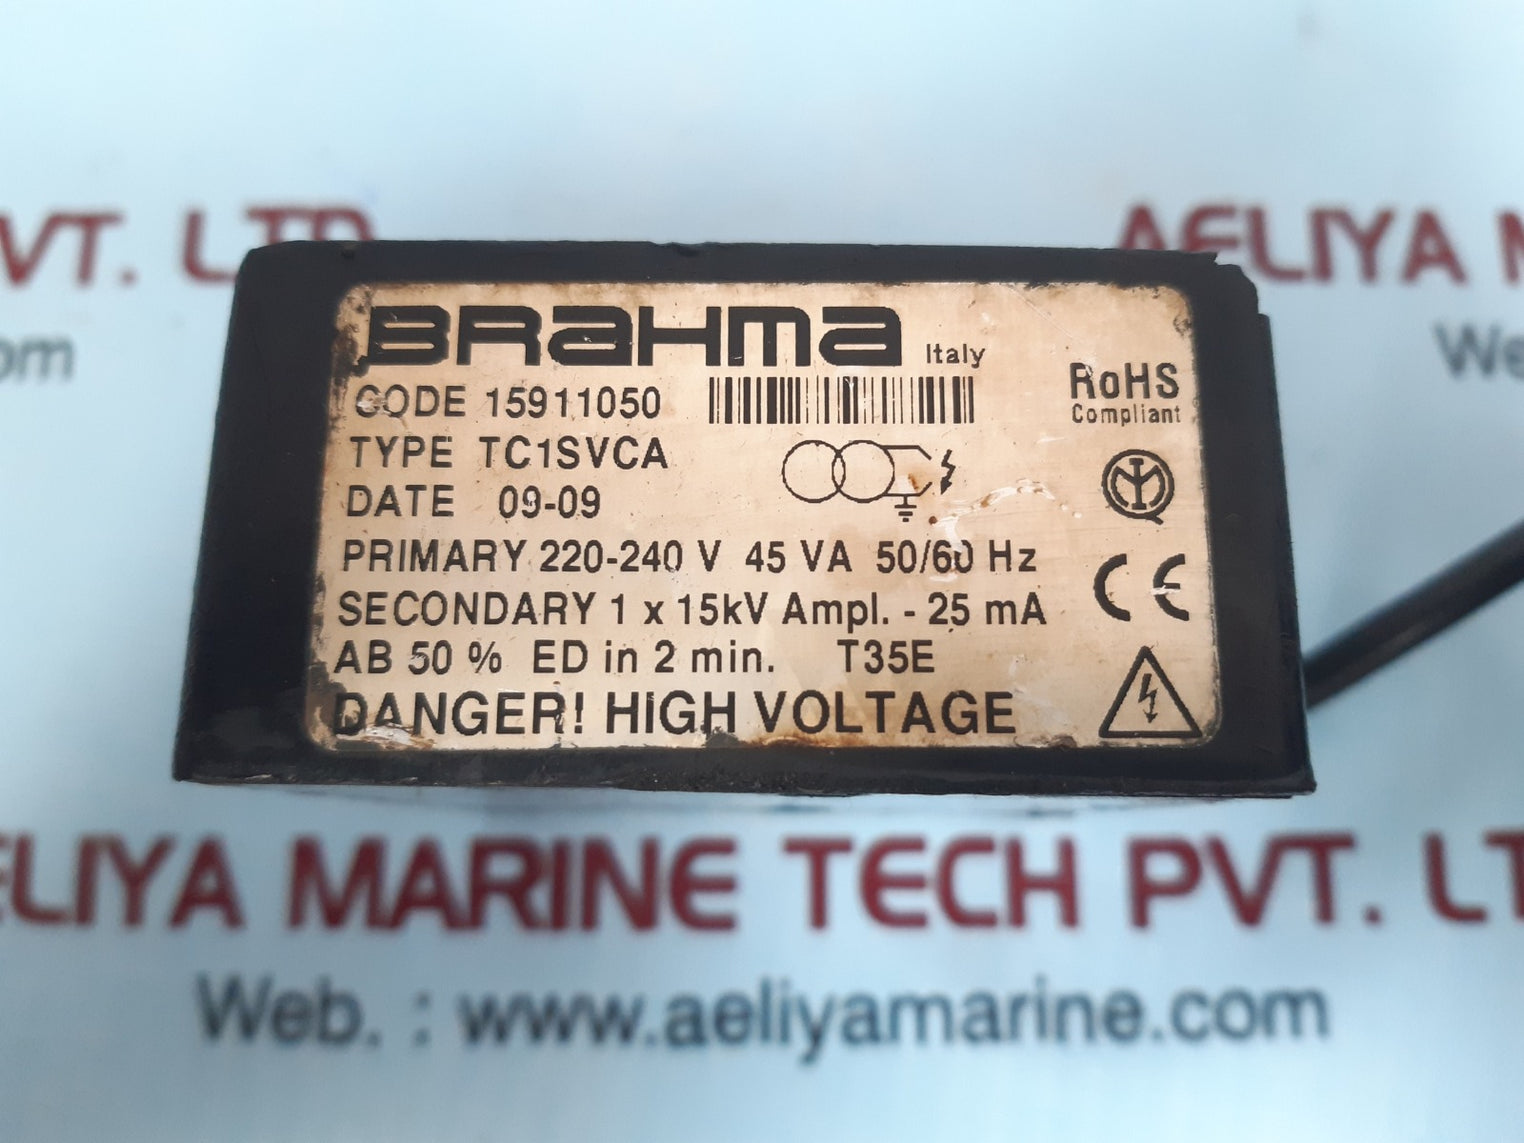 VT. LTD
AELIYA M
om
We
BRAHMA Italy
CODE 15911050
RoHS
Compliant
TYPE TC1SVCA
DATE 09-09
PRIMARY 220-240 V 45 VA 50/60 Hz
CE
SECONDARY 1 x 15kV Ampl. - 25 mA
AB 50 % ED in 2 min. T35E
DANGER! HIGH VOLTAGE
ELIYA MARINE TECH PVT. LT
Web. : www.aeliyamarine.com